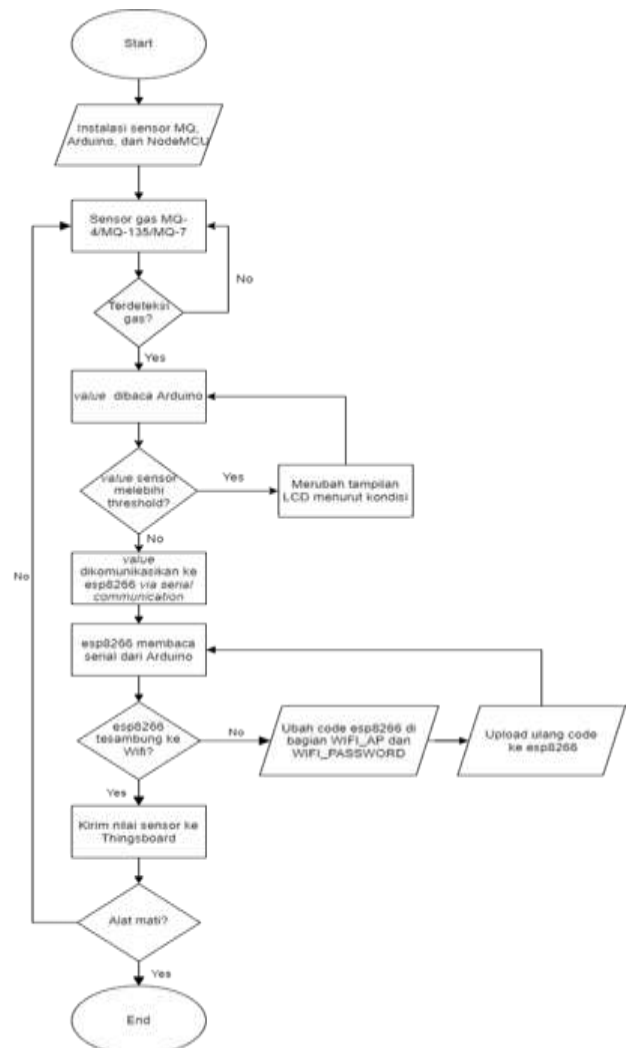 Start
Instalasi sensor MQ,
Arduino, dan NodeMCU
Sensor gas MQ-
4/MQ-135/MQ-7
No
Terdeteksi
gas?
Yes
value dibaca Arduino
value sensor
melebihi
threshold?
Yes
Merubah tampilan
LCD menurut kondisi
No
value
dikomunikasikan ke
esp8266 via serial
communication
No
esp8266 membaca
serial dari Arduino
esp8266
tesambung ke
Wifi?
No
Ubah code esp8266 di
bagian WIFI_AP dan
WIFI_PASSWORD
Upload ulang code
ke esp8266
Yes
Kirim nilai sensor ke
Thingsboard
Alat mati?
Yes
End